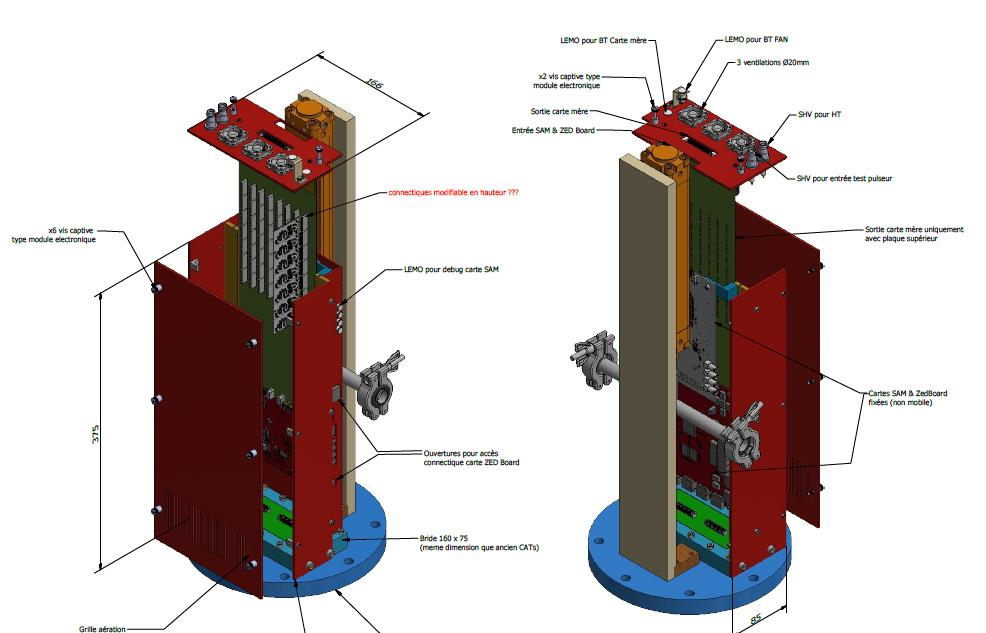 166
connectiques modifiable en hauteur ???
x6 vis captive
type module electronique
LEMO pour debug carte SAM
375
Ouvertures pour accès
connectique carte ZED Board
Bride 160 x 75
(meme dimension que ancien CATs)
Grille aération
LEMO pour BT Carte mère
LEMO pour BT FAN
x2 vis captive type
module electronique
3 ventilations Ø20mm
Sortie carte mère
SHV pour HT
Entrée SAM & ZED Board
SHV pour entrée test pulseur
Sortie carte mère uniquement
avec plaque supérieur
Cartes SAM & ZedBoard
fixées (non mobile)
85